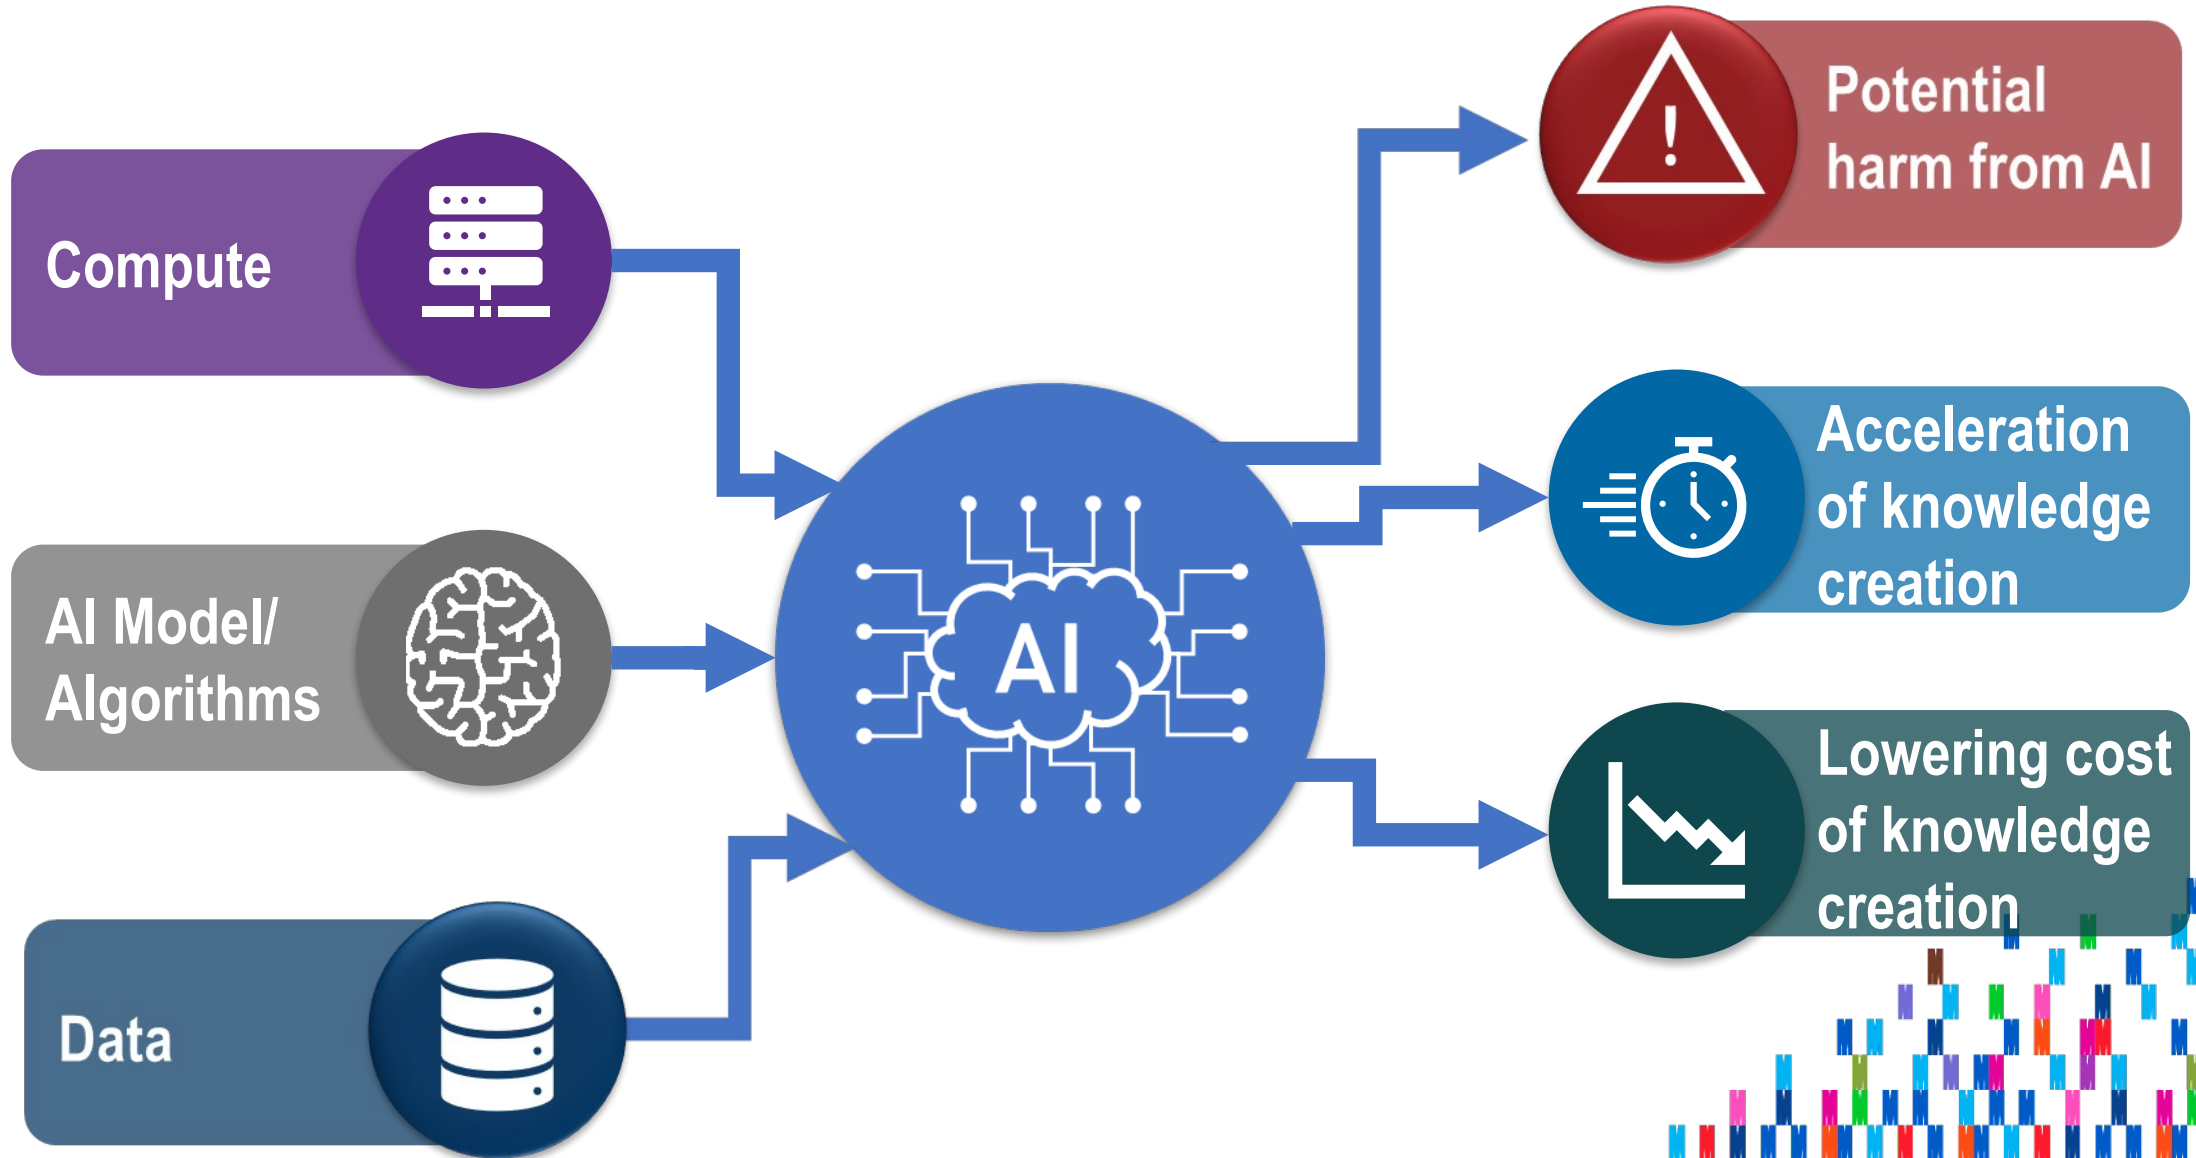 Compute
AI Model/
Algorithms
Data
AI
Potential
harm from AI
!
Acceleration
of knowledge
creation
Lowering cost
of knowledge
creation